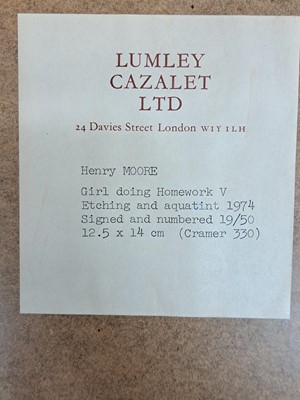 LUMLEY
CAZALET
LTD
24 Davies Street London W1Y 1LH
Henry MOORE
Girl doing Homework V
Etching and aquatint 1974
Signed and numbered 19/50
12.5 x 14 cm (Cramer 330)